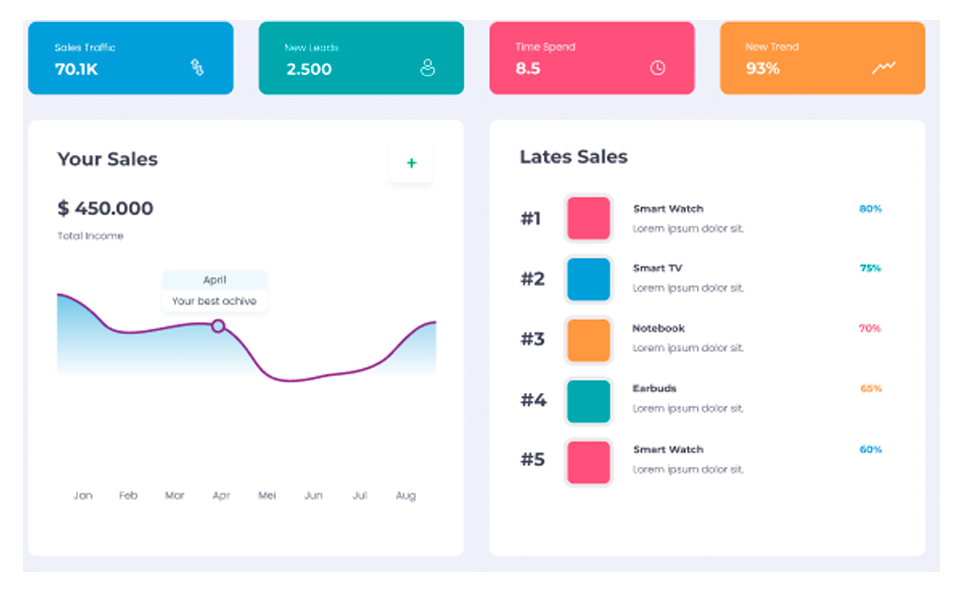 Sales Traffic
70.1K
New Leads
2.500
Time Spend
8.5
New Trend
93%
Your Sales
+
$ 450.000
Total Income
April
Your best achive
Jan Feb Mar Apr Mei Jun Jul Aug
Lates Sales
#1
Smart Watch
80%
Lorem ipsum dolor sit.
#2
Smart TV
75%
Lorem ipsum dolor sit.
#3
Notebook
70%
Lorem ipsum dolor sit.
#4
Earbuds
65%
Lorem ipsum dolor sit.
#5
Smart Watch
60%
Lorem ipsum dolor sit.